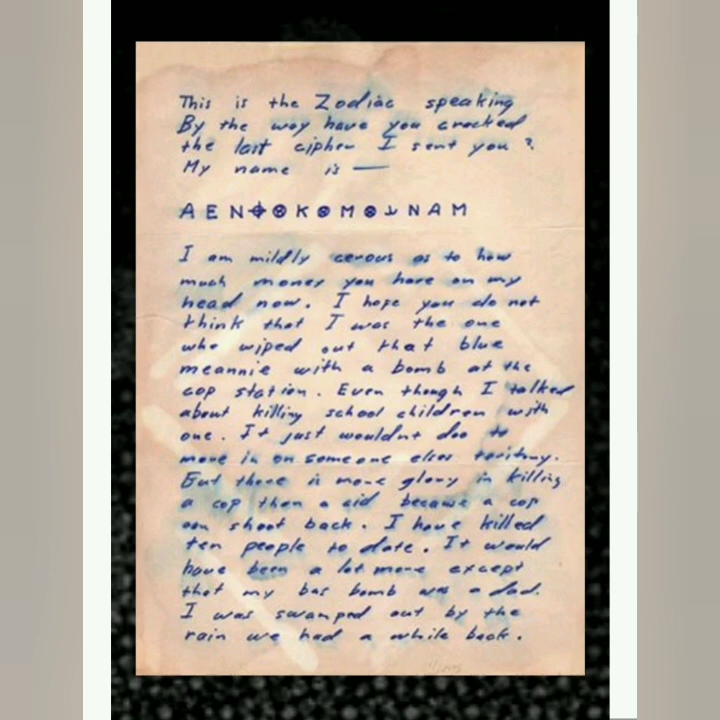 This is the Zodiac speaking
By the way have you cracked
the last cipher I sent you ?
My name is —
A E N ⌖ ⊗ K ⊗ M ⊗ ⅃ N A M
I am mildly cerous as to how
much money you have on my
head now. I hope you do not
think that I was the one
who wiped out that blue
meannie with a bomb at the
cop station. Even though I talked
about killing school children with
one. It just wouldnt doo to
move in on someone elses teritory.
But there is more glory in killing
a cop than a cid because a cop
can shoot back. I have killed
ten people to date. It would
have been a lot more except
that my bus bomb was a dud.
I was swamped out by the
rain we had a while back.